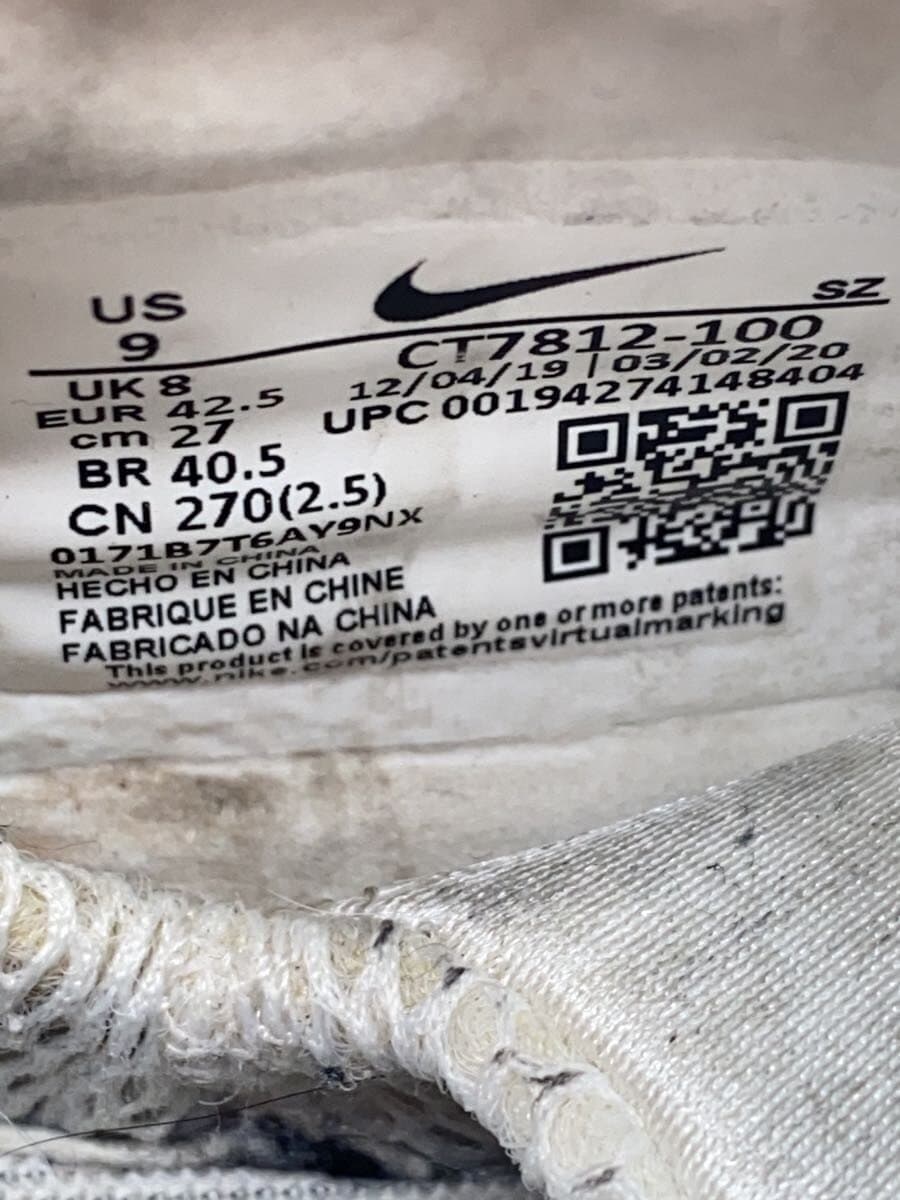 US
9
SZ
CT7812-100
12/04/19 | 03/02/20
UPC 00194274148404
UK 8
EUR 42.5
cm 27
BR 40.5
CN 270(2.5)
0171B7T6AY9NX
MADE IN CHINA
HECHO EN CHINA
FABRIQUE EN CHINE
FABRICADO NA CHINA
This product is covered by one or more patents:
www.nike.com/patentsvirtualmarking